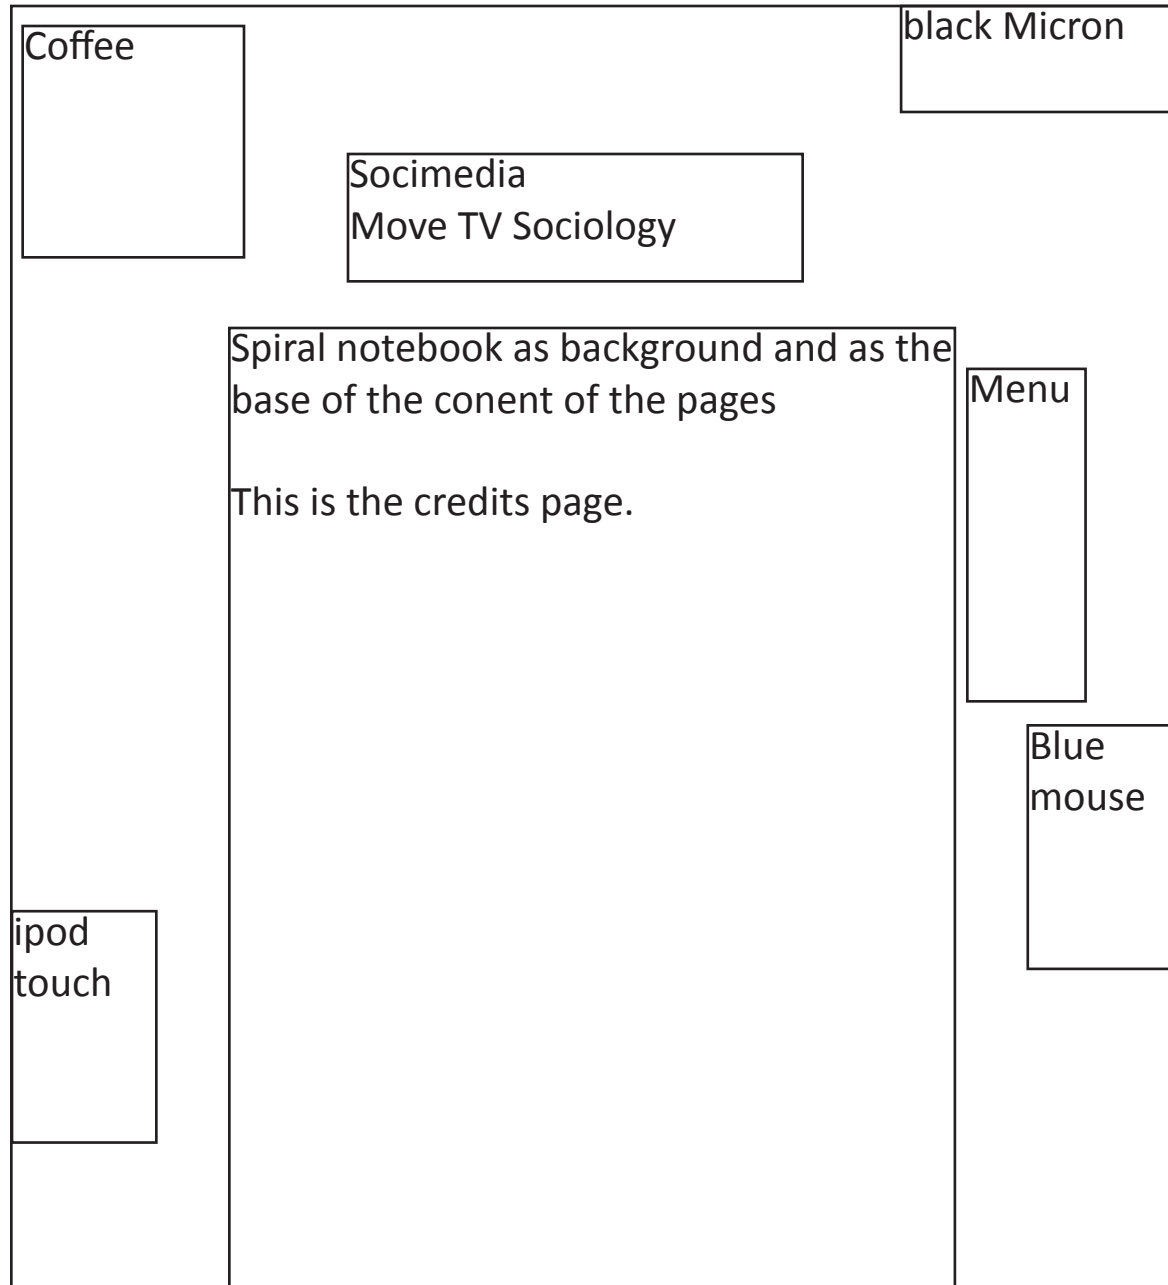 Coffee
black Micron
Socimedia
Move TV Sociology
Spiral notebook as background and as the
base of the conent of the pages
This is the credits page.
Menu
Blue
mouse
ipod
touch